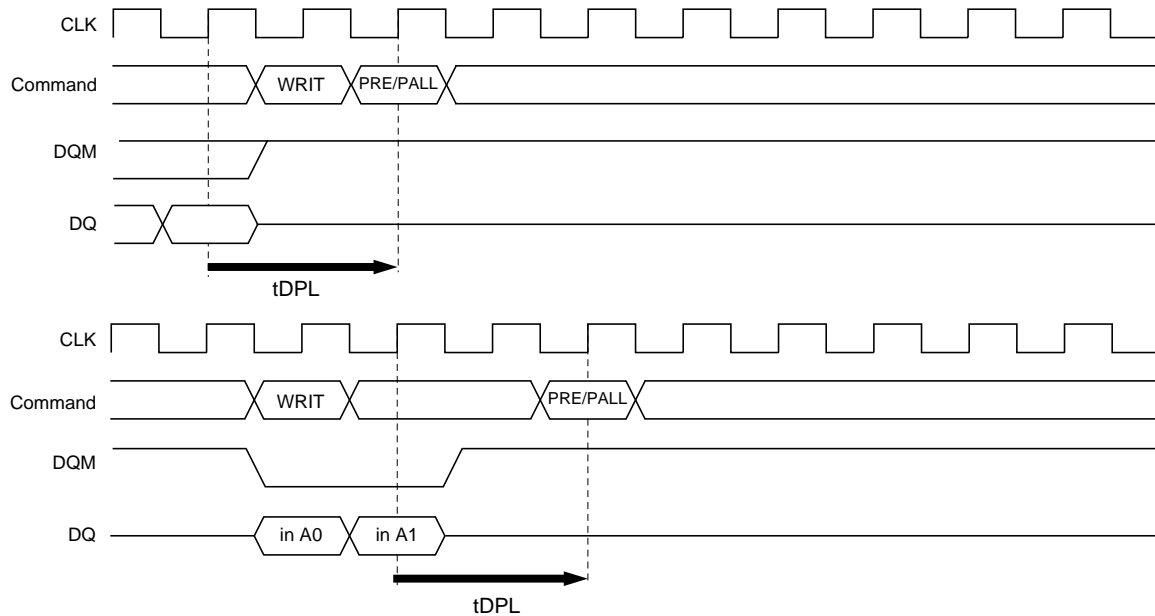 CLK
Command WRIT PRE/PALL
DQM
DQ
tDPL
CLK
Command WRIT PRE/PALL
DQM
DQ in A0 in A1
tDPL